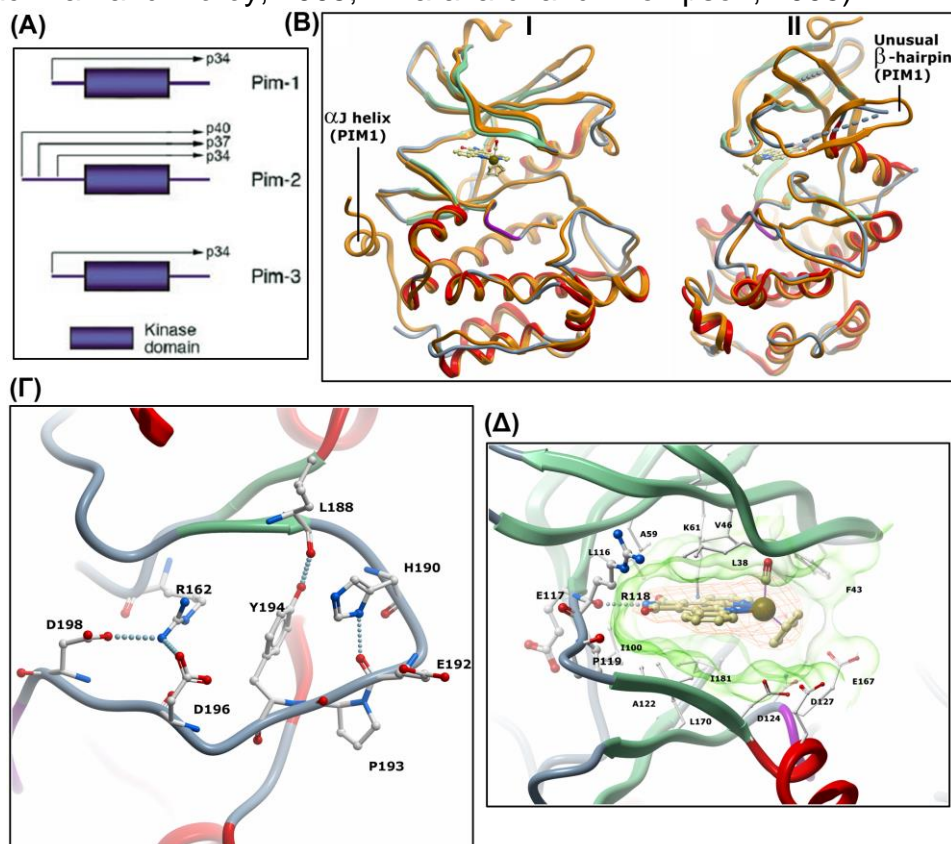 (A)
p34
Pim-1
p40
p37
p34
Pim-2
p34
Pim-3
Kinase
domain
(B)
I
II
αJ helix
(PIM1)
Unusual
β-hairpin
(PIM1)
(Γ)
L188
R162
H190
Y194
D198
E192
D196
P193
(Δ)
K61
V46
A59
L116
L38
F43
E117
R118
I100
P119
I181
E167
A122
D127
L170
D124